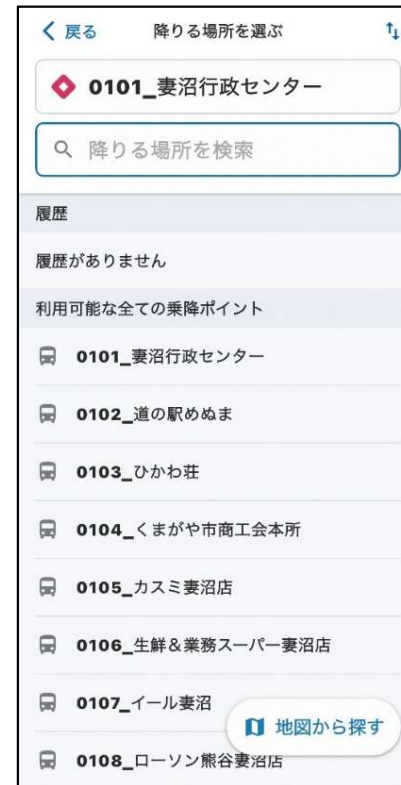 戻る 降りる場所を選ぶ
0101_妻沼行政センター
降りる場所を検索
履歴
履歴がありません
利用可能な全ての乗降ポイント
0101_妻沼行政センター
0102_道の駅めぬま
0103_ひかわ荘
0104_くまがや市商工会本所
0105_カスミ妻沼店
0106_生鮮&業務スーパー妻沼店
0107_イール妻沼
地図から探す
0108_ローソン熊谷妻沼店